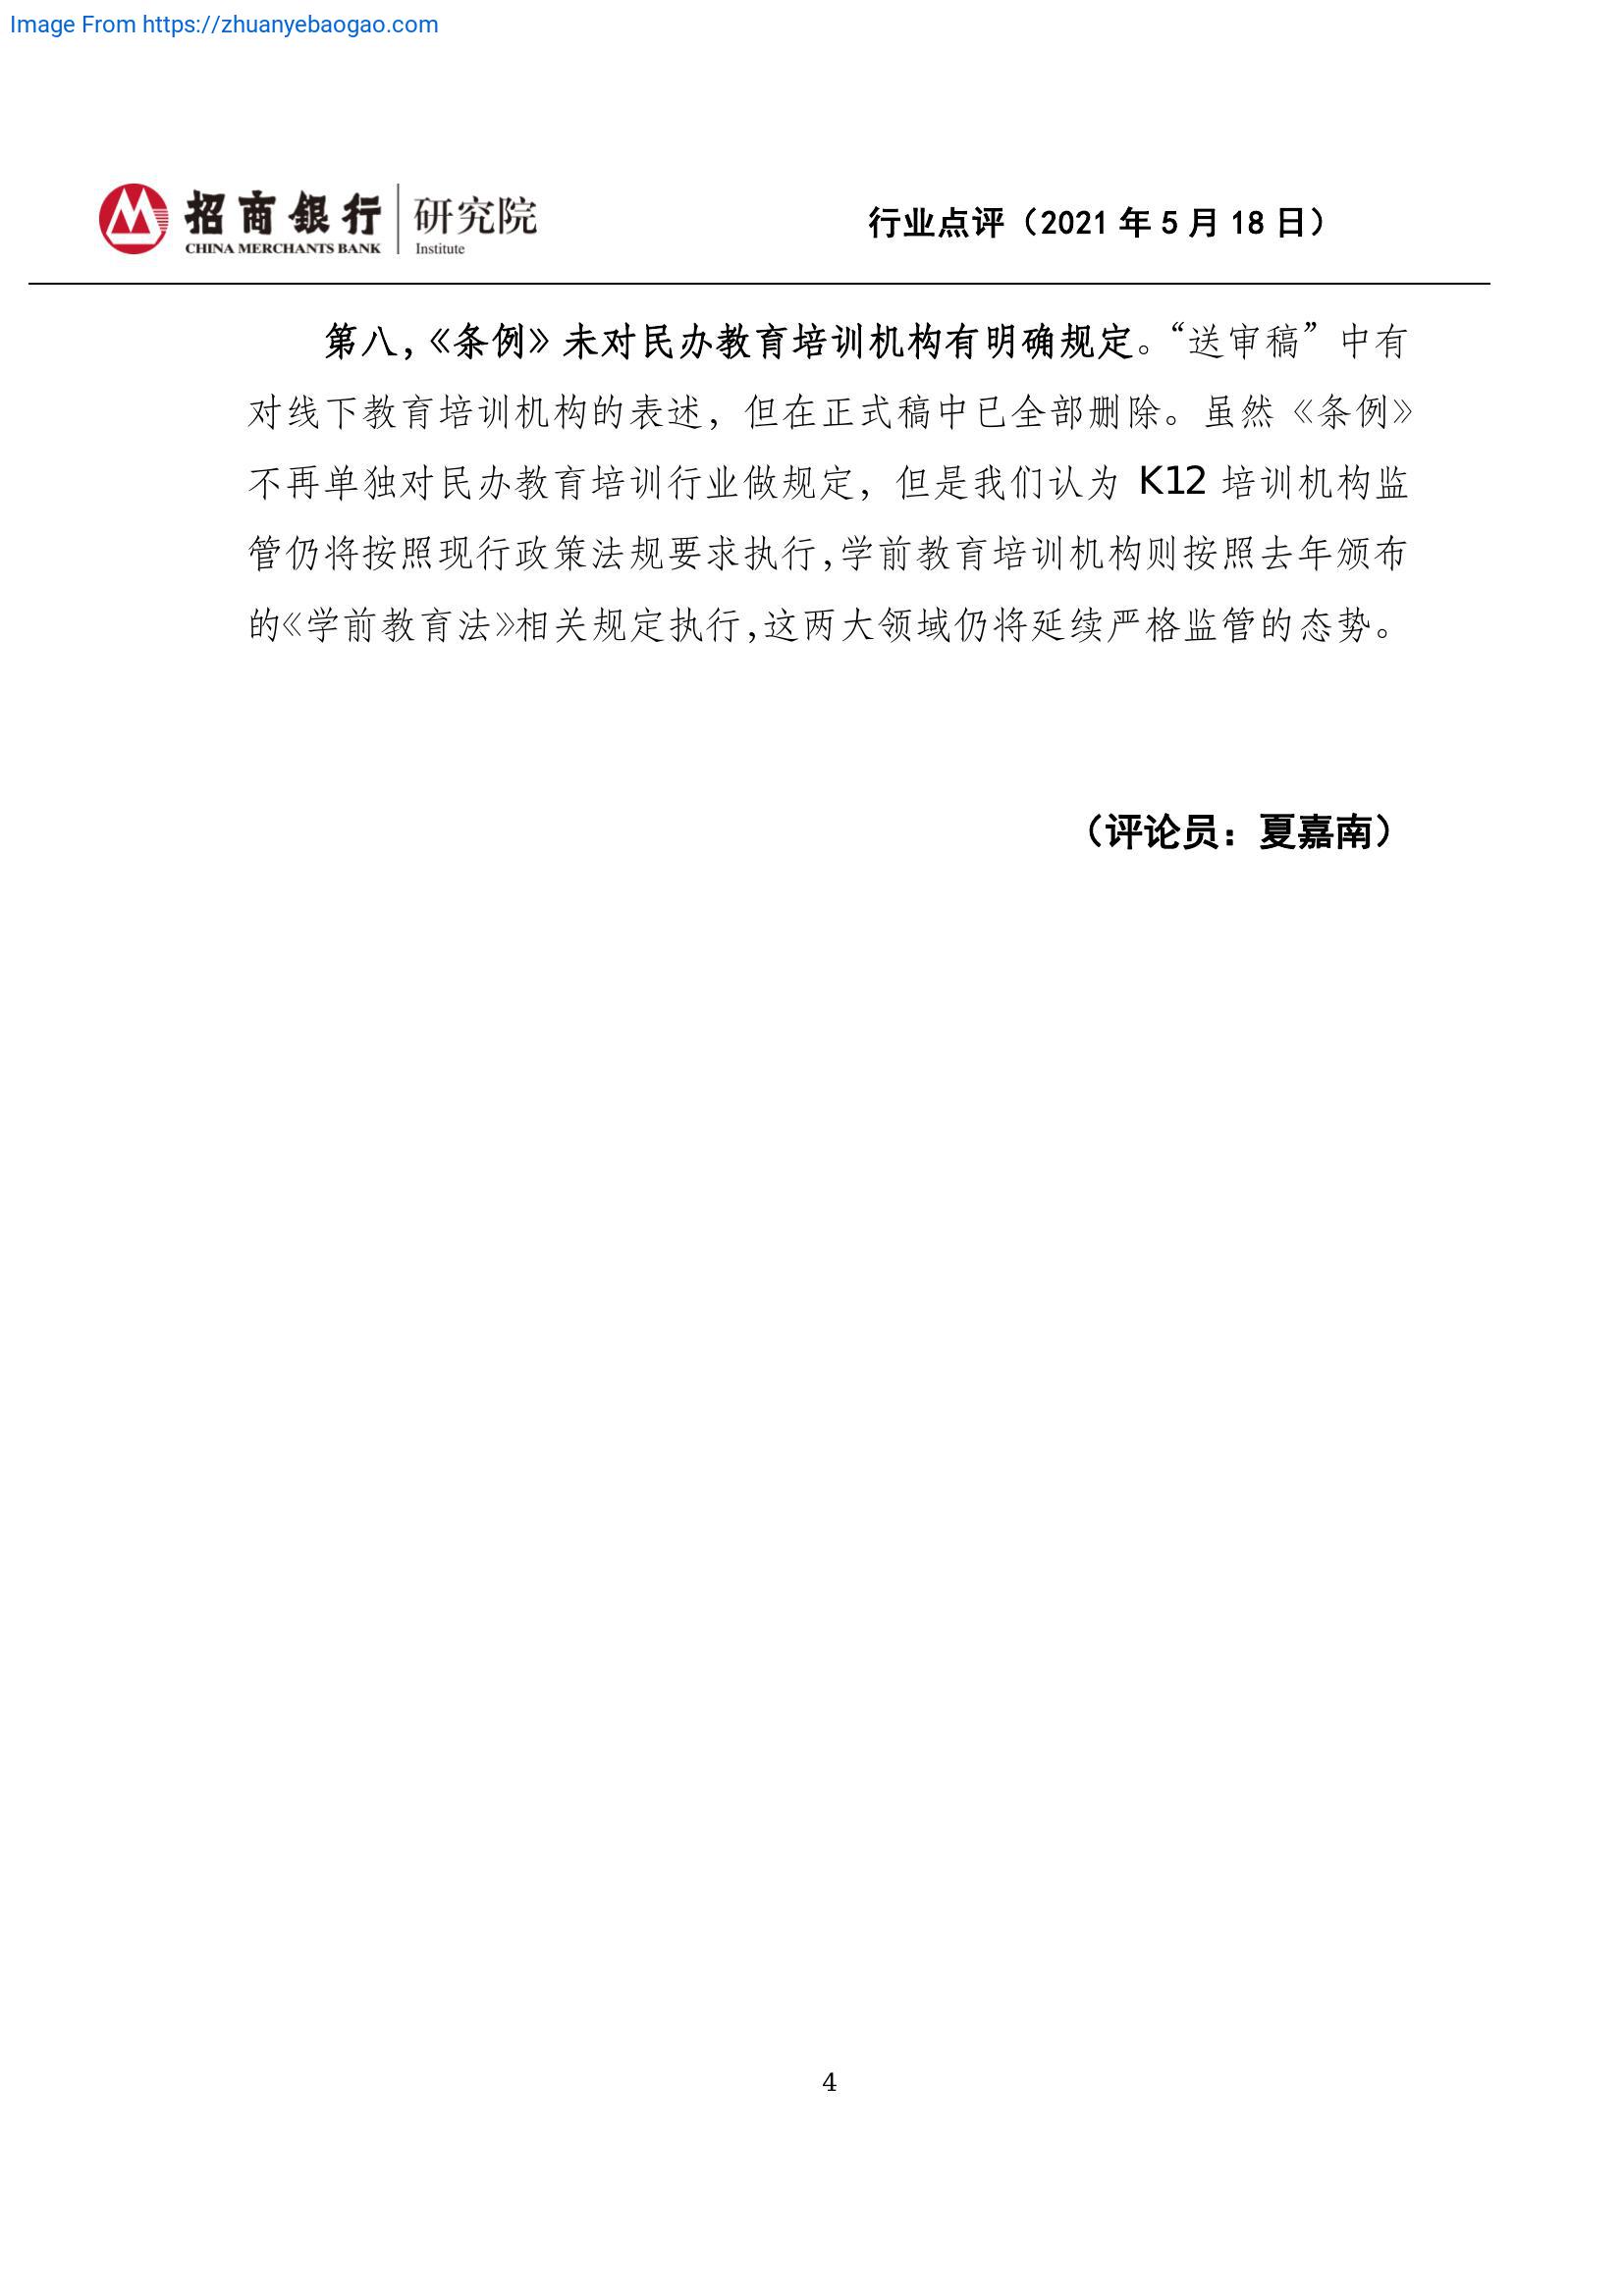 Image From https://zhuanyebaogao.com
招商銀行 研究院
CHINA MERCHANTS BANK Institute
行业点评（2021 年 5 月 18 日）
第八，《条例》未对民办教育培训机构有明确规定。“送审稿”中有
对线下教育培训机构的表述，但在正式稿中已全部删除。虽然《条例》
不再单独对民办教育培训行业做规定，但是我们认为 K12 培训机构监
管仍将按照现行政策法规要求执行，学前教育培训机构则按照去年颁布
的《学前教育法》相关规定执行，这两大领域仍将延续严格监管的态势。
（评论员：夏嘉南）
4